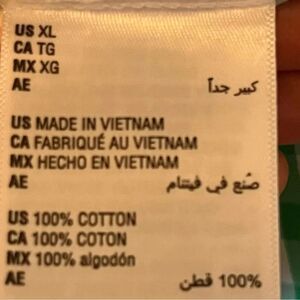 US XL
CA TG
MX XG
AE كبير جداً
US MADE IN VIETNAM
CA FABRIQUÉ AU VIETNAM
MX HECHO EN VIETNAM
AE صُنع في فيتنام
US 100% COTTON
CA 100% COTON
MX 100% algodón
AE 100% قطن